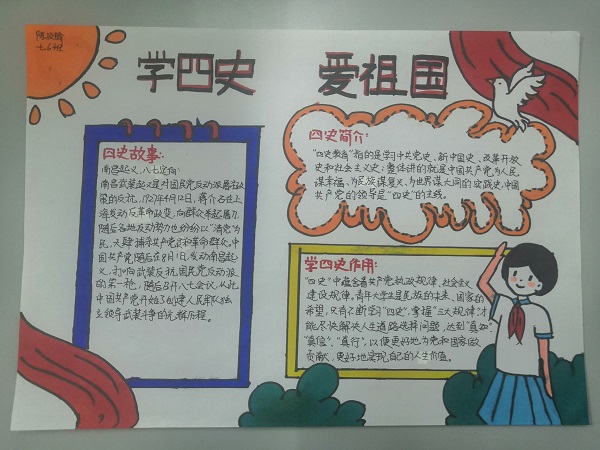 七6班
学四史 爱祖国
四史故事:
南昌起义,八七定向
南昌武装起义是对国民党反动派屠杀政
策的反抗,1927年4月12日,蒋介石在上
海发动反革命政变,向群众举起屠刀
随后各地反动势力也纷纷以“清党”为
名,大肆捕杀共产党员和革命群众,中
国共产党随后在8月1日,发动南昌起
义,打响武装反抗国民党反动派
的第一枪,随后召开八七会议,从此
中国共产党开始了创建人民军队独
立领导武装斗争的光辉历程。
四史简介:
“四史教育”指的是学习中共党史、新中国史、改革开放
史和社会主义史;整体讲的就是中国共产党为人民
谋幸福、为民族谋复兴、为世界谋大同的实践史,中国
共产党的领导是“四史”的主线。
学四史作用:
“四史”中蕴含着共产党执政规律,社会主义
建设规律,青年大学生是民族的未来、国家的
希望,只有不断学习“四史”,掌握“三大规律”才
能尽快解决人生道路选择问题,达到“真知”
“真信”、“真行”,以便更好地为党和国家做
贡献,更好地实现自己的人生价值。